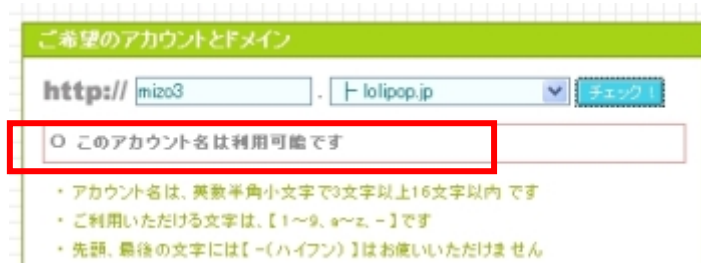 ご希望のアカウントとドメイン
http:// mizo3 . ├ lolipop.jp チェック！
○ このアカウント名は利用可能です
・ アカウント名は、英数半角小文字で3文字以上16文字以内 です
・ ご利用いただける文字は、【 1～9、a～z、- 】です
・ 先頭、最後の文字には【 -（ハイフン） 】はお使いいただけません